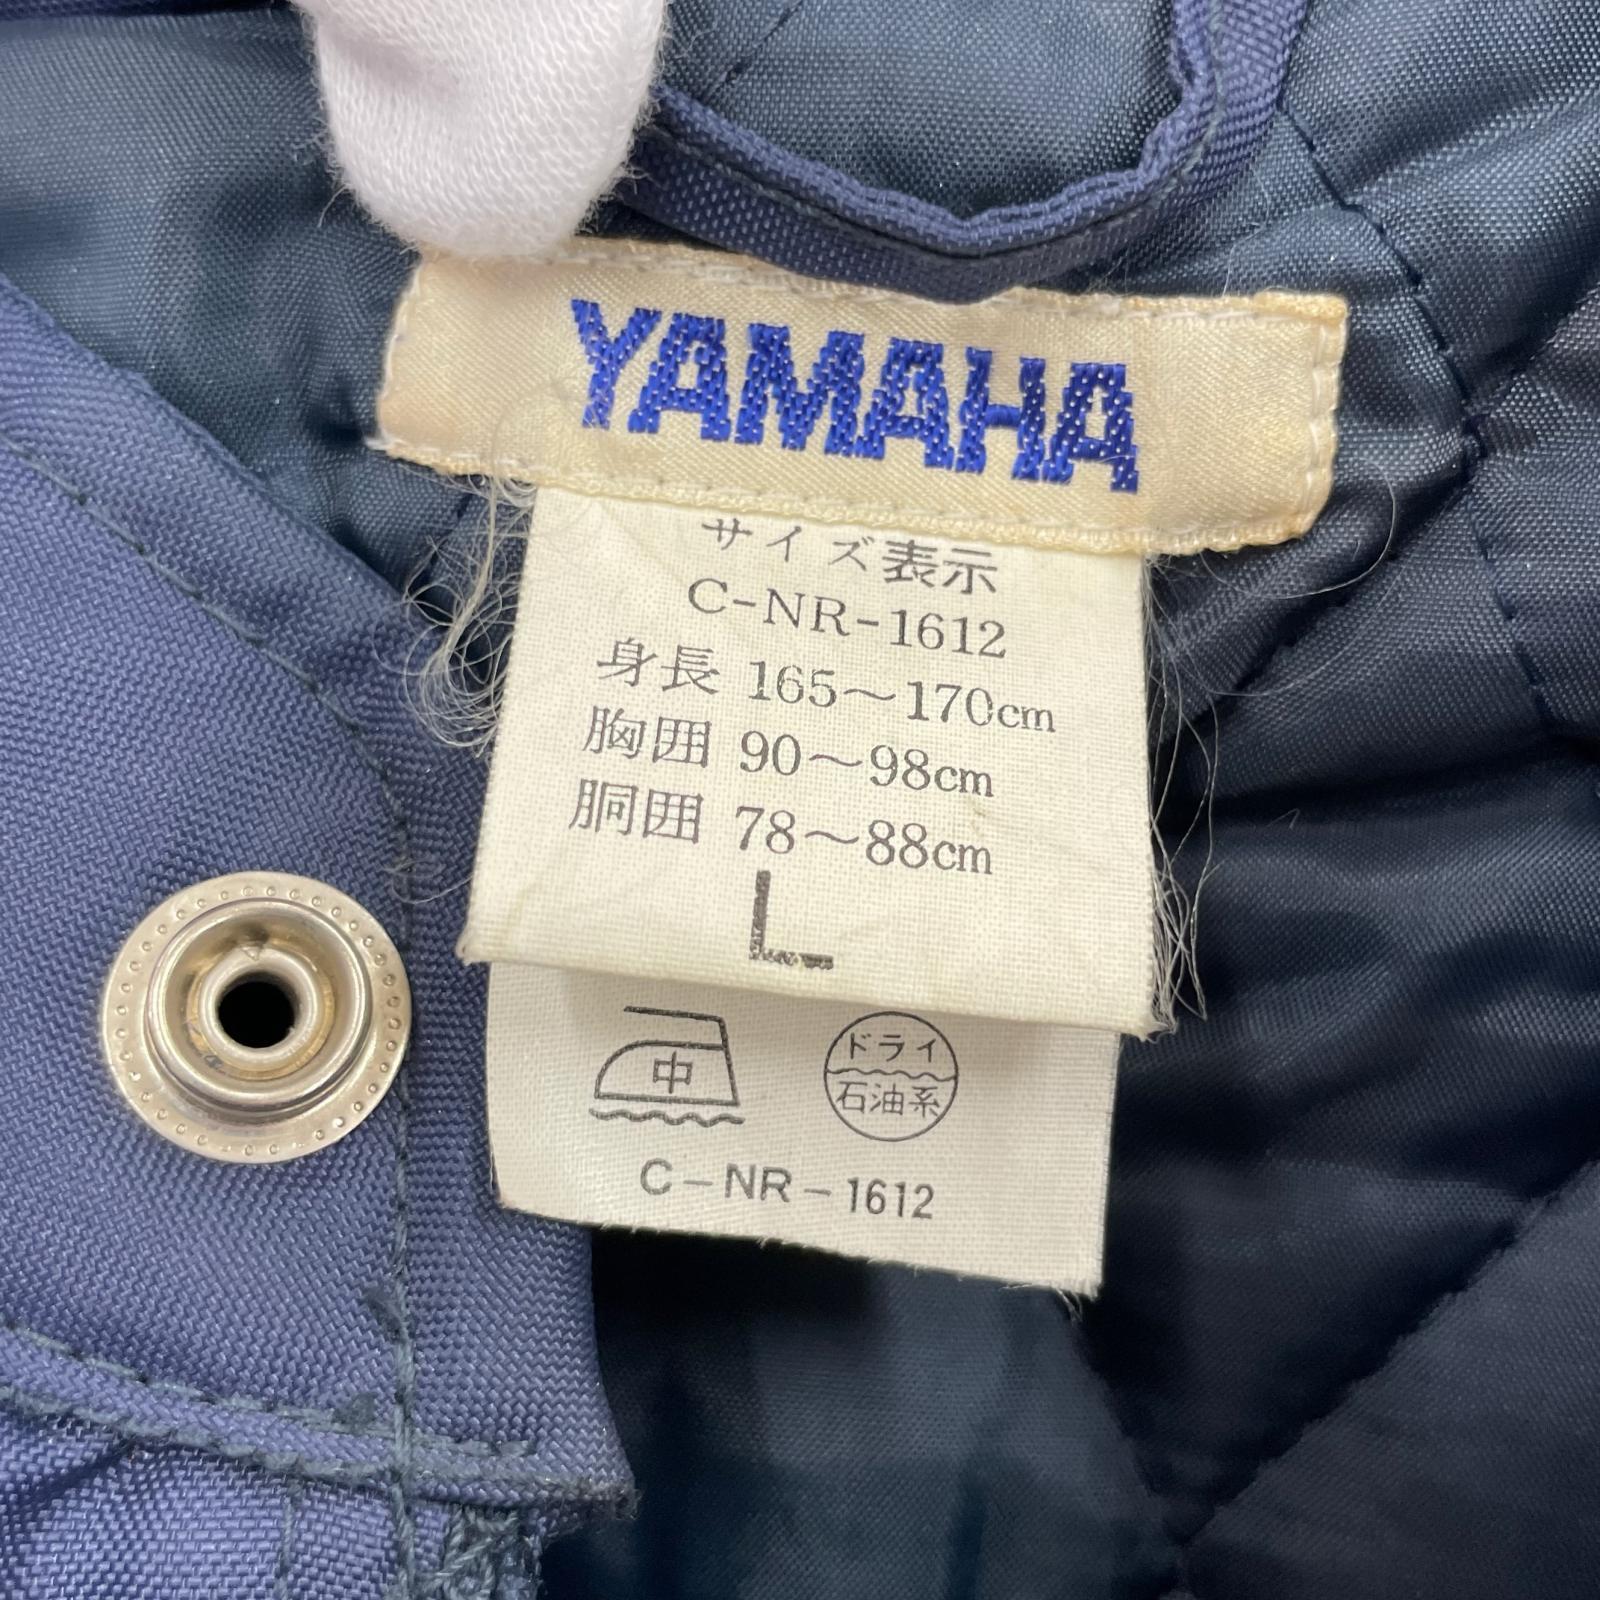 YAMAHA
サイズ表示
C-NR-1612
身長 165～170cm
胸囲 90～98cm
胴囲 78～88cm
L
中
ドライ
石油系
C-NR-1612